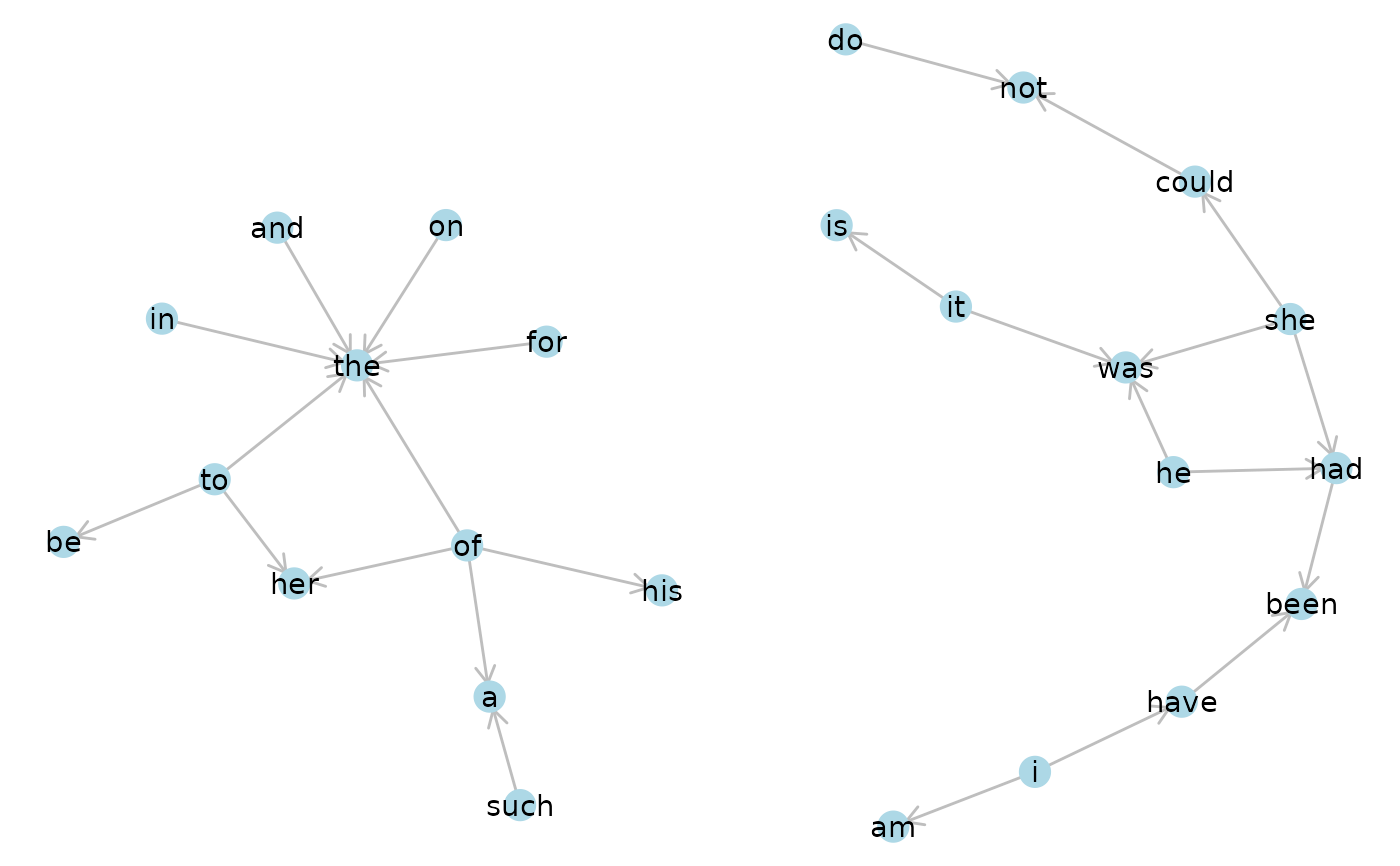 do
not
could
and
on
is
it
in
she
for
the
was
he
had
to
be
of
her
his
been
a
have
i
such
am